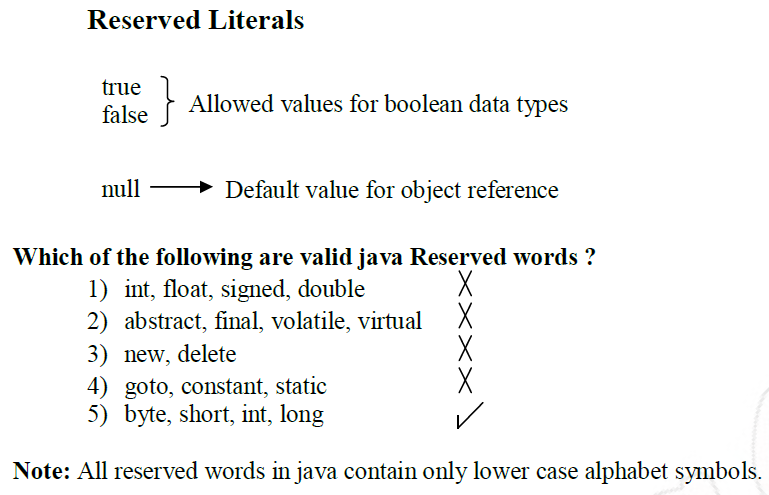 Reserved Literals
true
false
Allowed values for boolean data types
null
Default value for object reference
Which of the following are valid java Reserved words ?
1) int, float, signed, double
2) abstract, final, volatile, virtual
3) new, delete
4) goto, constant, static
5) byte, short, int, long
Note: All reserved words in java contain only lower case alphabet symbols.